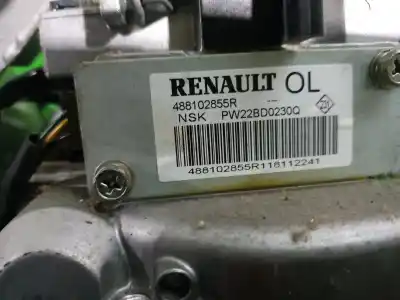 RENAULT OL
488102855R ---
NSK PW22BD0230Q
488102855R118112241